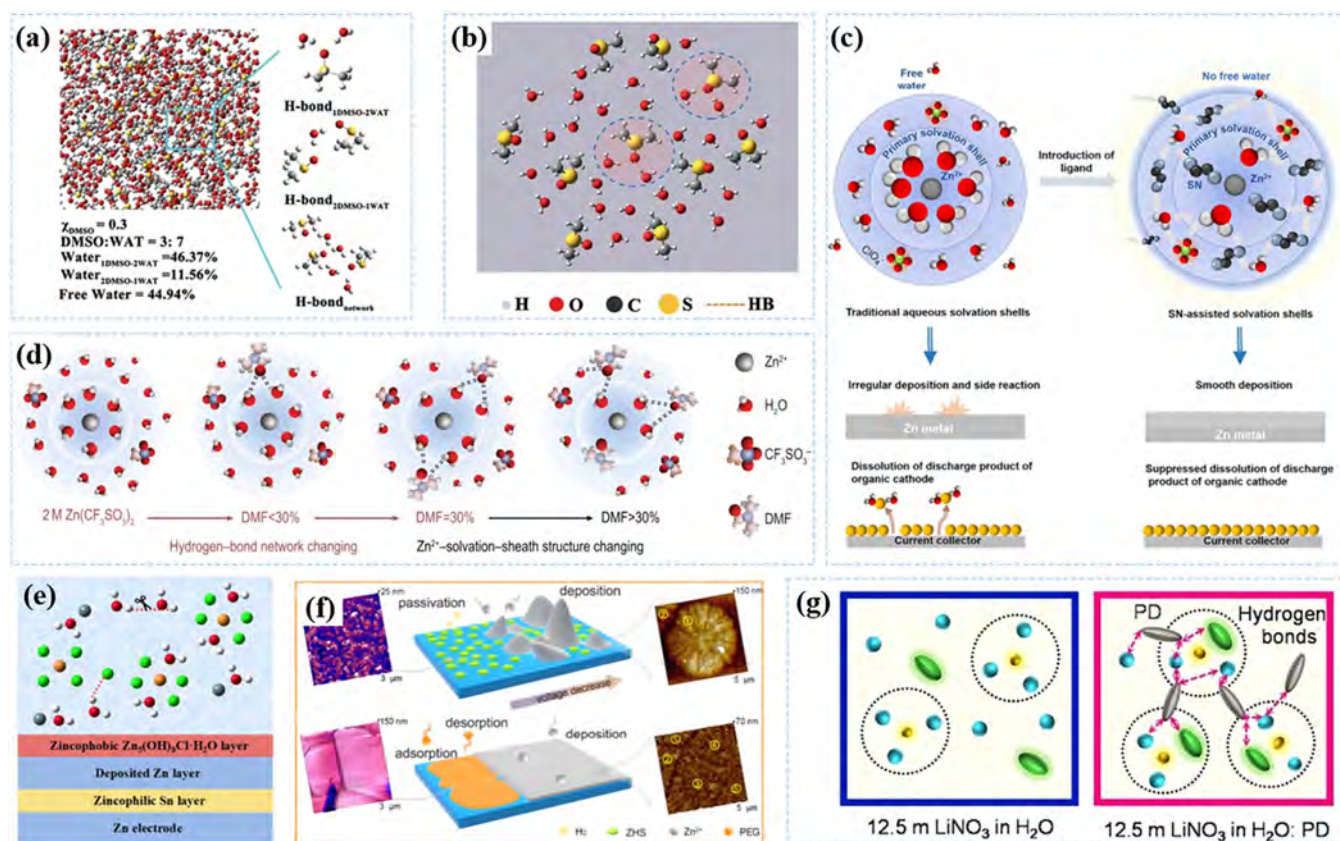 (a)
H-bond1DMSO-2WAT
H-bond2DMSO-1WAT
H-bondnetwork
χDMSO = 0.3
DMSO:WAT = 3: 7
Water1DMSO-2WAT =46.37%
Water2DMSO-1WAT =11.56%
Free Water = 44.94%
(b)
H O C S HB
(c)
Free
water
Primary solvation shell
Zn2+
ClO4-
Introduction of
ligand
No free water
Primary solvation shell
SN
Zn2+
Traditional aqueous solvation shells
SN-assisted solvation shells
Irregular deposition and side reaction
Smooth deposition
Zn metal
Zn metal
Dissolution of discharge product of
organic cathode
Suppressed dissolution of discharge
product of organic cathode
Current collector
Current collector
(d)
Zn2+
H2O
CF3SO3−
DMF
2 M Zn(CF3SO3)2
DMF<30%
DMF=30%
DMF>30%
Hydrogen–bond network changing
Zn2+–solvation–sheath structure changing
(e)
Zincophobic Zn5(OH)8Cl·H2O layer
Deposited Zn layer
Zincophilic Sn layer
Zn electrode
(f)
25 nm
3 μm
passivation
deposition
voltage decrease
150 nm
5 μm
150 nm
3 μm
adsorption
desorption
deposition
70 nm
5 μm
H2 ZHS Zn2+ PEG
(g)
PD
Hydrogen
bonds
12.5 m LiNO3 in H2O
12.5 m LiNO3 in H2O: PD